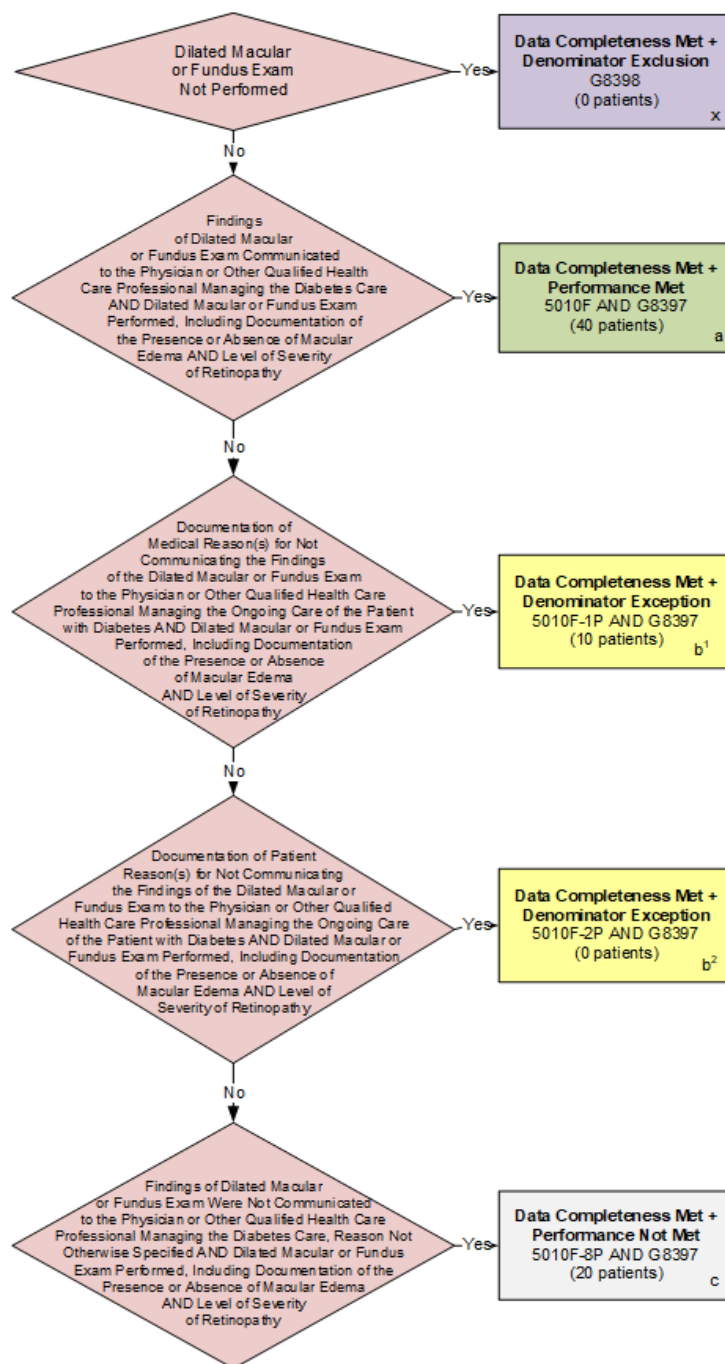 Dilated Macular
or Fundus Exam
Not Performed
Yes
Data Completeness Met +
Denominator Exclusion
G8398
(0 patients)
x
No
Findings
of Dilated Macular
or Fundus Exam Communicated
to the Physician or Other Qualified Health
Care Professional Managing the Diabetes Care
AND Dilated Macular or Fundus Exam
Performed, Including Documentation of
the Presence or Absence of Macular
Edema AND Level of Severity
of Retinopathy
Yes
Data Completeness Met +
Performance Met
5010F AND G8397
(40 patients)
a
No
Documentation of
Medical Reason(s) for Not
Communicating the Findings
of the Dilated Macular or Fundus Exam
to the Physician or Other Qualified Health Care
Professional Managing the Ongoing Care of the Patient
with Diabetes AND Dilated Macular or Fundus Exam
Performed, Including Documentation
of the Presence or Absence
of Macular Edema
AND Level of Severity
of Retinopathy
Yes
Data Completeness Met +
Denominator Exception
5010F-1P AND G8397
(10 patients)
b¹
No
Documentation of Patient
Reason(s) for Not Communicating
the Findings of the Dilated Macular or
Fundus Exam to the Physician or Other Qualified
Health Care Professional Managing the Ongoing Care
of the Patient with Diabetes AND Dilated Macular or
Fundus Exam Performed, Including Documentation
of the Presence or Absence of
Macular Edema AND Level of
Severity of Retinopathy
Yes
Data Completeness Met +
Denominator Exception
5010F-2P AND G8397
(0 patients)
b²
No
Findings of Dilated Macular
or Fundus Exam Were Not Communicated
to the Physician or Other Qualified Health Care
Professional Managing the Diabetes Care, Reason Not
Otherwise Specified AND Dilated Macular or Fundus
Exam Performed, Including Documentation of the
Presence or Absence of Macular Edema
AND Level of Severity
of Retinopathy
Yes
Data Completeness Met +
Performance Not Met
5010F-8P AND G8397
(20 patients)
c